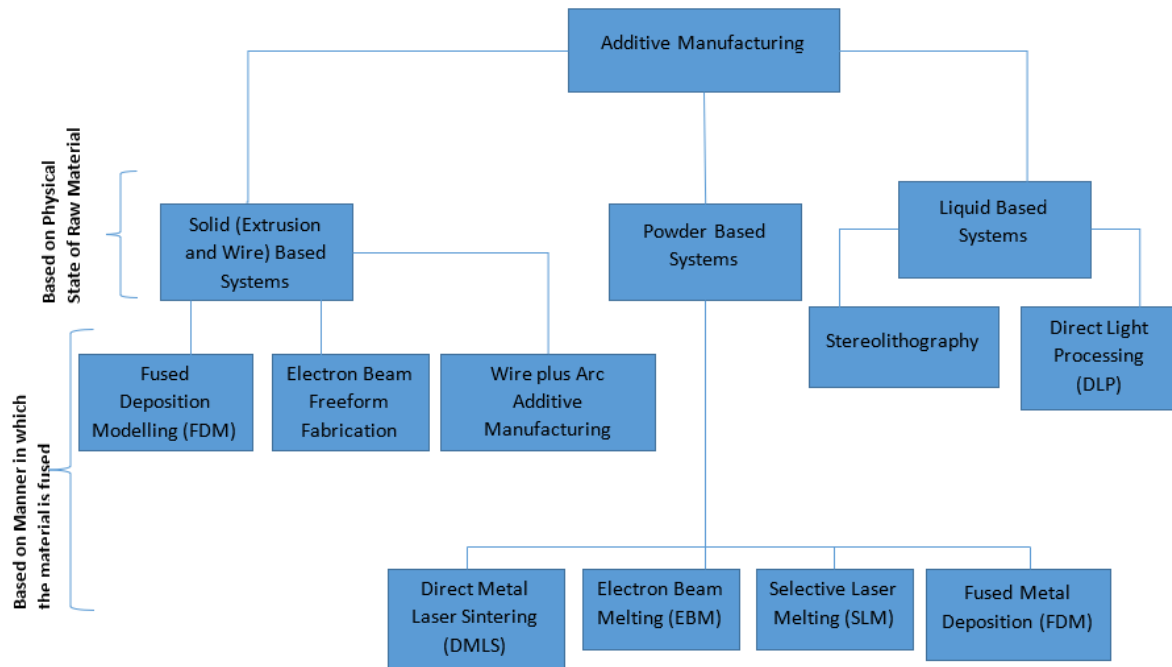 Additive Manufacturing
Based on Physical
State of Raw Material
Solid (Extrusion
and Wire) Based
Systems
Powder Based
Systems
Liquid Based
Systems
Stereolithography
Direct Light
Processing
(DLP)
Based on Manner in which
the material is fused
Fused
Deposition
Modelling (FDM)
Electron Beam
Freeform
Fabrication
Wire plus Arc
Additive
Manufacturing
Direct Metal
Laser Sintering
(DMLS)
Electron Beam
Melting (EBM)
Selective Laser
Melting (SLM)
Fused Metal
Deposition (FDM)